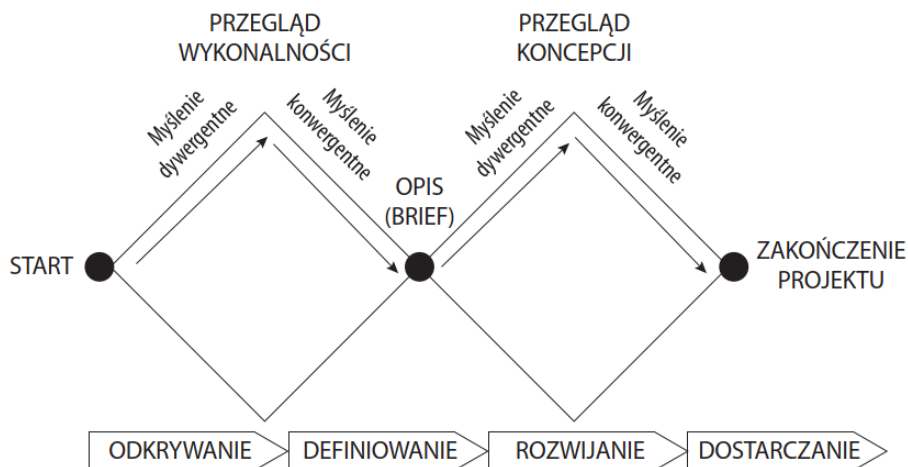 PRZEGLĄD
WYKONALNOŚCI
PRZEGLĄD
KONCEPCJI
Myślenie
dywergentne
Myślenie
konwergentne
Myślenie
dywergentne
Myślenie
konwergentne
OPIS
(BRIEF)
START
ZAKOŃCZENIE
PROJEKTU
ODKRYWANIE
DEFINIOWANIE
ROZWIJANIE
DOSTARCZANIE